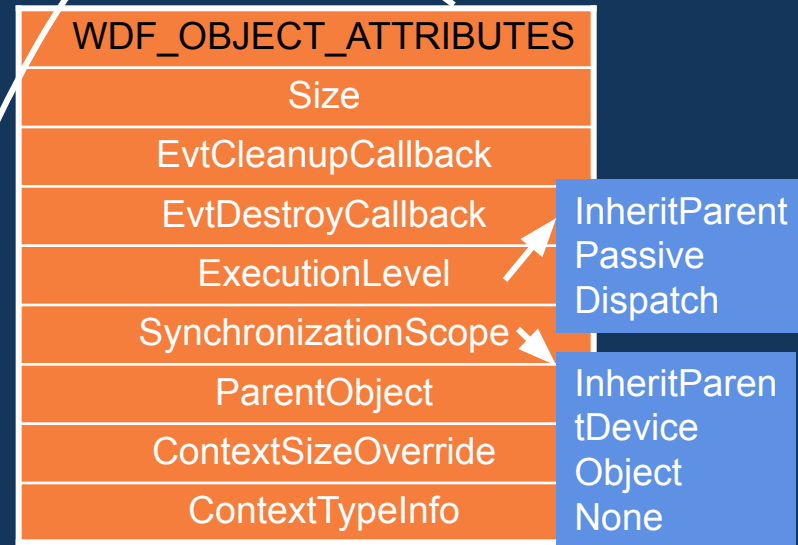 WDF_OBJECT_ATTRIBUTES
Size
EvtCleanupCallback
EvtDestroyCallback
ExecutionLevel
SynchronizationScope
ParentObject
ContextSizeOverride
ContextTypeInfo
InheritParent
Passive
Dispatch
InheritParen
tDevice
Object
None